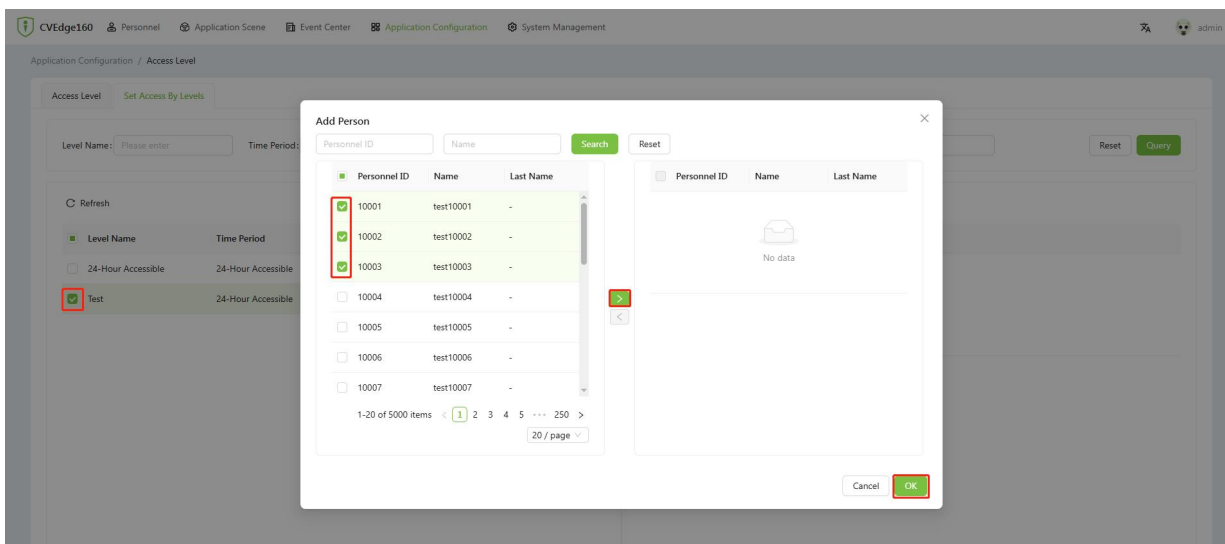 CVEdge160 Personnel Application Scene Event Center Application Configuration System Management admin
Application Configuration / Access Level
Access Level Set Access By Levels
Level Name: Please enter Time Period: Reset Query
Refresh
Level Name Time Period
24-Hour Accessible 24-Hour Accessible
Test 24-Hour Accessible
Add Person
Personnel ID Name Search Reset
Personnel ID Name Last Name
10001 test10001 -
10002 test10002 -
10003 test10003 -
10004 test10004 -
10005 test10005 -
10006 test10006 -
10007 test10007 -
1-20 of 5000 items < 1 2 3 4 5 ··· 250 >
20 / page
>
<
Personnel ID Name Last Name
No data
Cancel OK